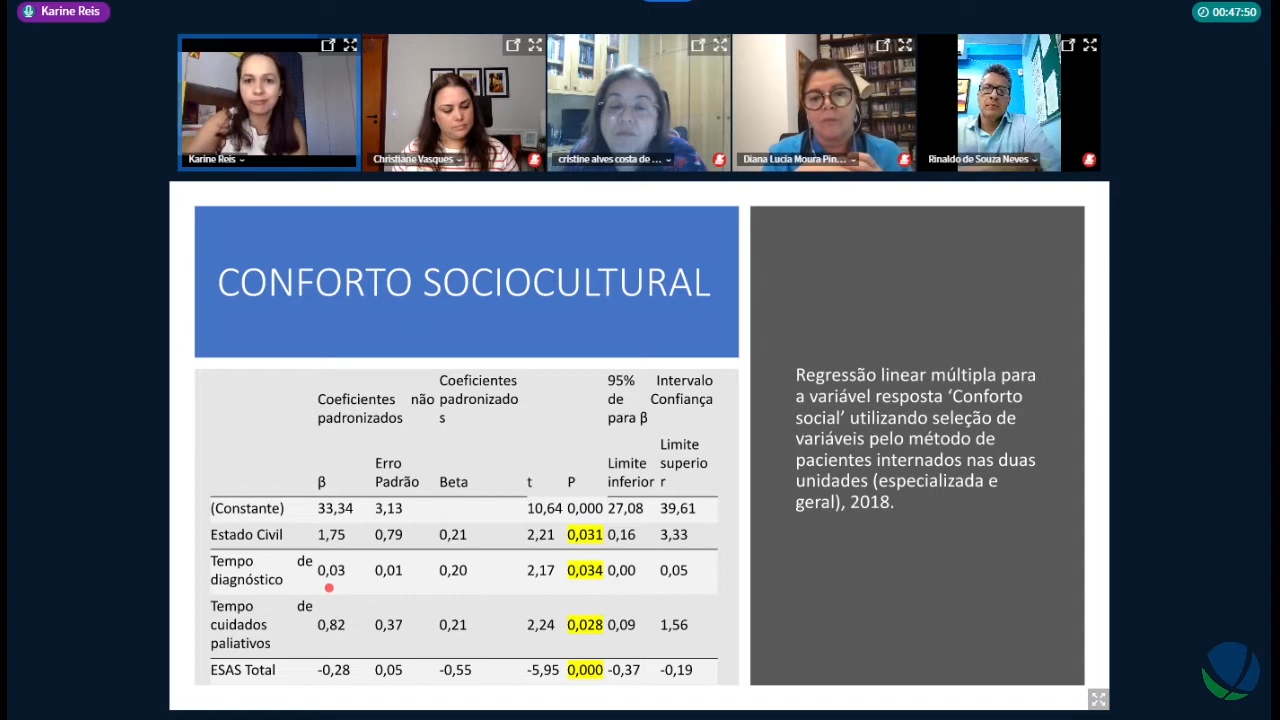 Karine Reis
00:47:50
Karine Reis
Christiane Vasques
cristine alves costa de ...
Diana Lucia Moura Pin...
Rinaldo de Souza Neves
CONFORTO SOCIOCULTURAL
Coeficientes não padronizados
Coeficientes padronizados
95% Intervalo de Confiança para β
β Erro Padrão Beta t P Limite inferior Limite superior
(Constante) 33,34 3,13 10,64 0,000 27,08 39,61
Estado Civil 1,75 0,79 0,21 2,21 0,031 0,16 3,33
Tempo de diagnóstico 0,03 0,01 0,20 2,17 0,034 0,00 0,05
Tempo de cuidados paliativos 0,82 0,37 0,21 2,24 0,028 0,09 1,56
ESAS Total -0,28 0,05 -0,55 -5,95 0,000 -0,37 -0,19
Regressão linear múltipla para
a variável resposta ‘Conforto
social’ utilizando seleção de
variáveis pelo método de
pacientes internados nas duas
unidades (especializada e
geral), 2018.